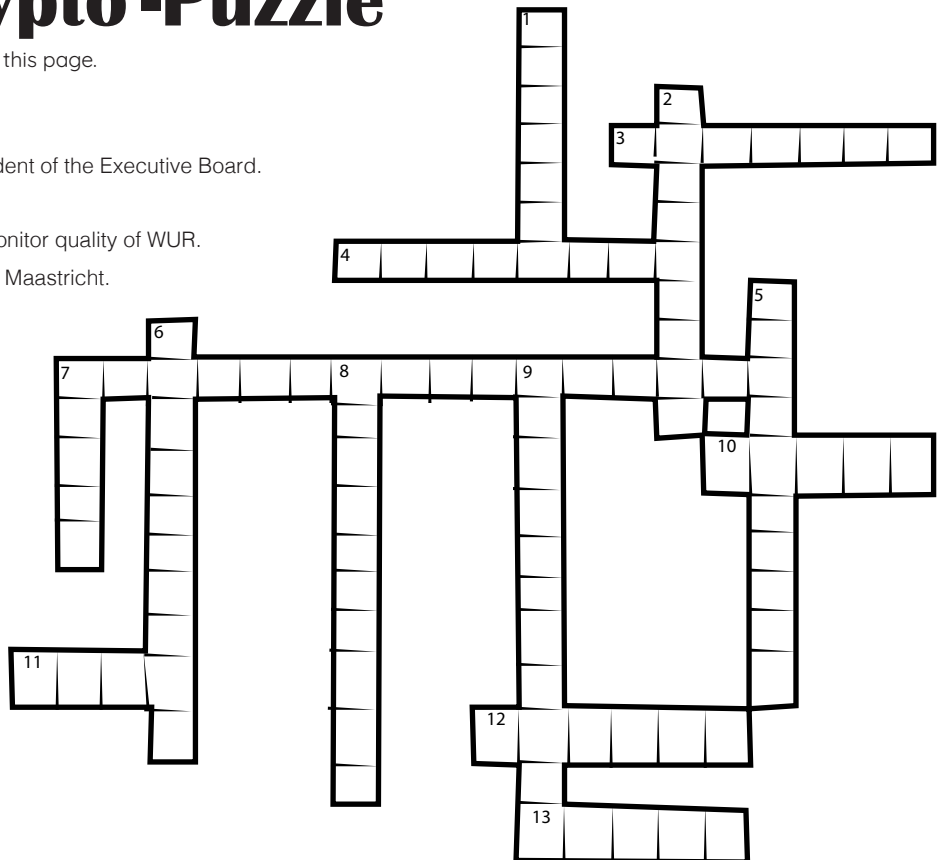 ypto -Puzzle
1
this page.
2
3
dent of the Executive Board.
onitor quality of WUR.
4
Maastricht.
5
6
7 8 9
10
11
12
13